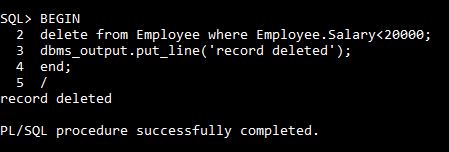 SQL> BEGIN
  2  delete from Employee where Employee.Salary<20000;
  3  dbms_output.put_line('record deleted');
  4  end;
  5  /
record deleted

PL/SQL procedure successfully completed.